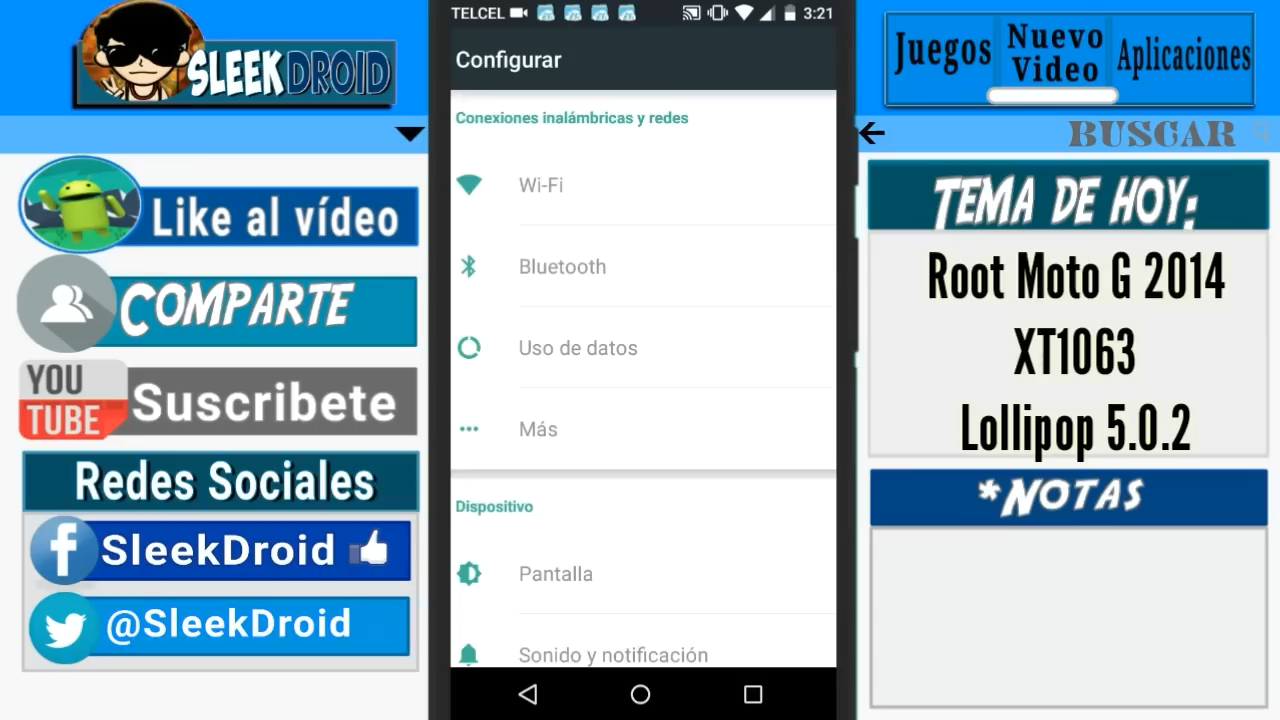 SLEEKDROID
Like al vídeo
COMPARTE
YOU
TUBE
Suscribete
Redes Sociales
f SleekDroid
@SleekDroid
TELCEL
3:21
Configurar
Conexiones inalámbricas y redes
Wi-Fi
Bluetooth
Uso de datos
Más
Dispositivo
Pantalla
Sonido y notificación
Juegos
Nuevo
Video
Aplicaciones
BUSCAR
TEMA DE HOY:
Root Moto G 2014
XT1063
Lollipop 5.0.2
*NOTAS